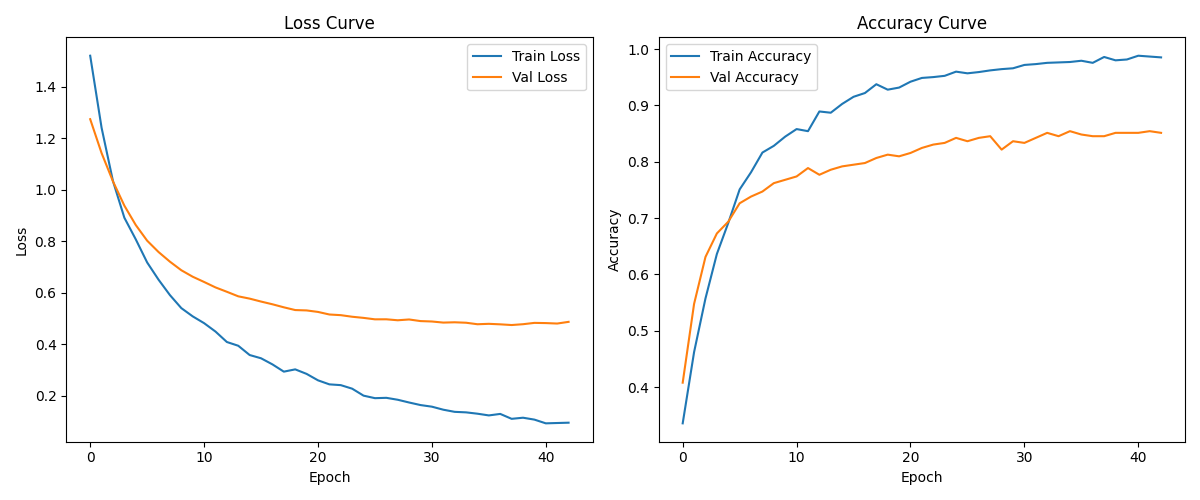 Loss Curve
Train Loss
Val Loss
1.4
1.2
1.0
0.8
0.6
0.4
0.2
Loss
0
10
20
30
40
Epoch
Accuracy Curve
Train Accuracy
Val Accuracy
1.0
0.9
0.8
0.7
0.6
0.5
0.4
Accuracy
0
10
20
30
40
Epoch